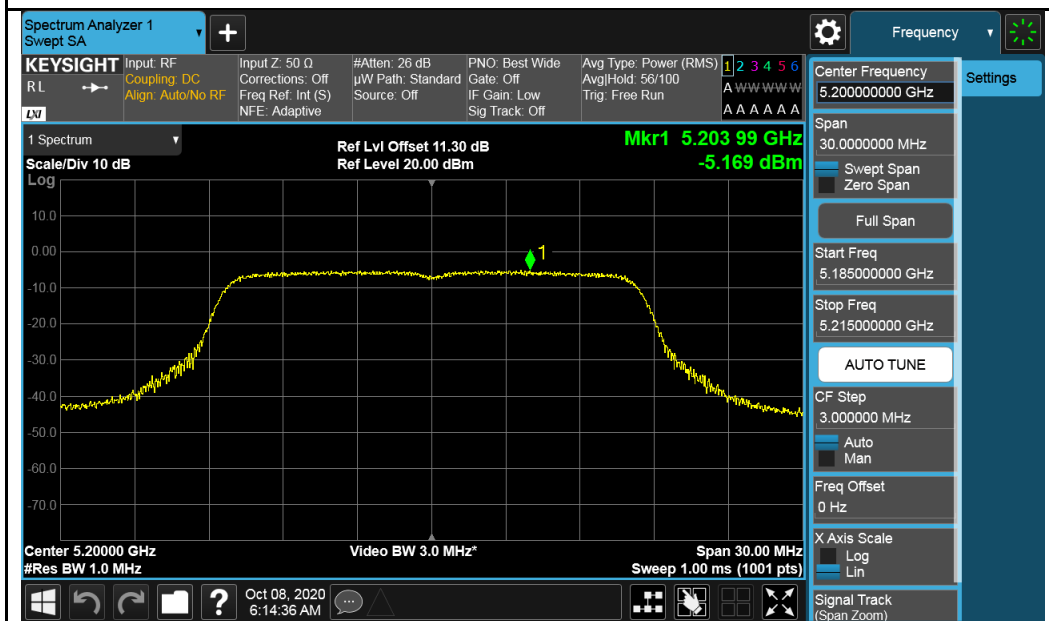 Spectrum Analyzer 1
Swept SA
+
Frequency
KEYSIGHT
RL
LXI
Input: RF
Coupling: DC
Align: Auto/No RF
Input Z: 50 Ω
Corrections: Off
Freq Ref: Int (S)
NFE: Adaptive
#Atten: 26 dB
µW Path: Standard
Source: Off
PNO: Best Wide
Gate: Off
IF Gain: Low
Sig Track: Off
Avg Type: Power (RMS)
Avg|Hold: 56/100
Trig: Free Run
1 2 3 4 5 6
A W W W W W
A A A A A A
Center Frequency
5.200000000 GHz
Settings
1 Spectrum
Scale/Div 10 dB
Log
Ref Lvl Offset 11.30 dB
Ref Level 20.00 dBm
Mkr1 5.203 99 GHz
-5.169 dBm
Span
30.0000000 MHz
Swept Span
Zero Span
Full Span
Start Freq
5.185000000 GHz
Stop Freq
5.215000000 GHz
AUTO TUNE
CF Step
3.000000 MHz
Auto
Man
Freq Offset
0 Hz
X Axis Scale
Log
Lin
Signal Track
(Span Zoom)
10.0
0.00
-10.0
-20.0
-30.0
-40.0
-50.0
-60.0
-70.0
1
Center 5.20000 GHz
#Res BW 1.0 MHz
Video BW 3.0 MHz*
Span 30.00 MHz
Sweep 1.00 ms (1001 pts)
?
Oct 08, 2020
6:14:36 AM